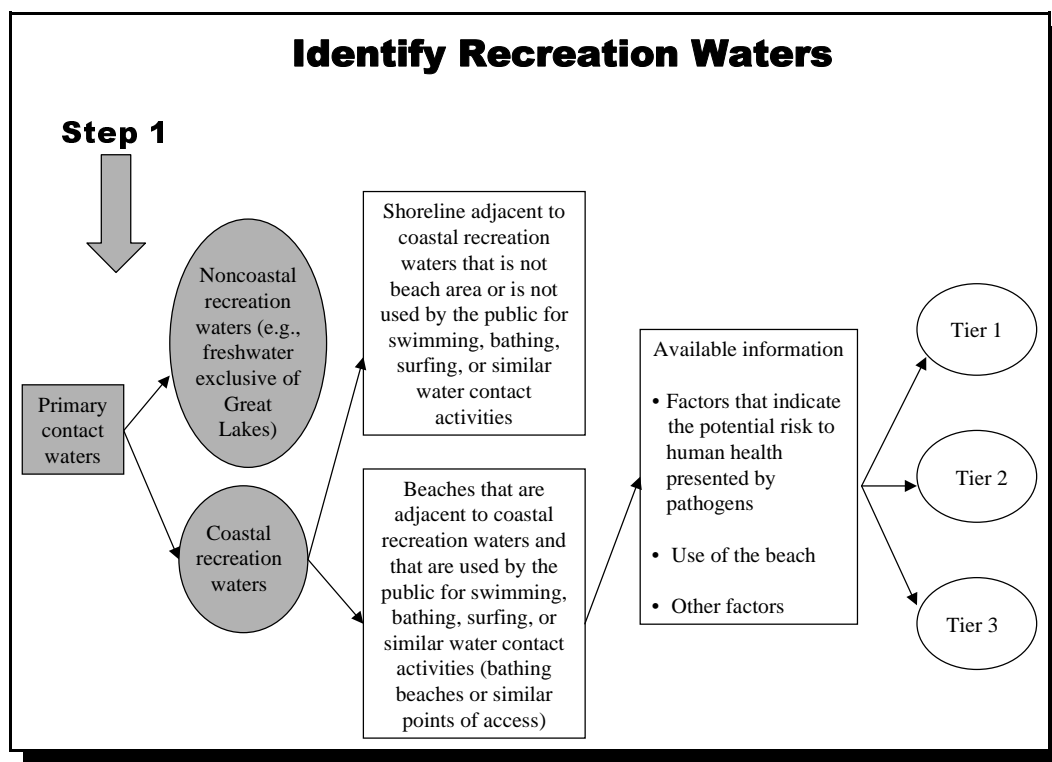 Identify Recreation Waters
Step 1
Primary
contact
waters
Noncoastal
recreation
waters (e.g.,
freshwater
exclusive of
Great
Lakes)
Coastal
recreation
waters
Shoreline adjacent to
coastal recreation
waters that is not
beach area or is not
used by the public for
swimming, bathing,
surfing, or similar
water contact
activities
Beaches that are
adjacent to coastal
recreation waters and
that are used by the
public for swimming,
bathing, surfing, or
similar water contact
activities (bathing
beaches or similar
points of access)
Available information
• Factors that indicate
the potential risk to
human health
presented by
pathogens
• Use of the beach
• Other factors
Tier 1
Tier 2
Tier 3